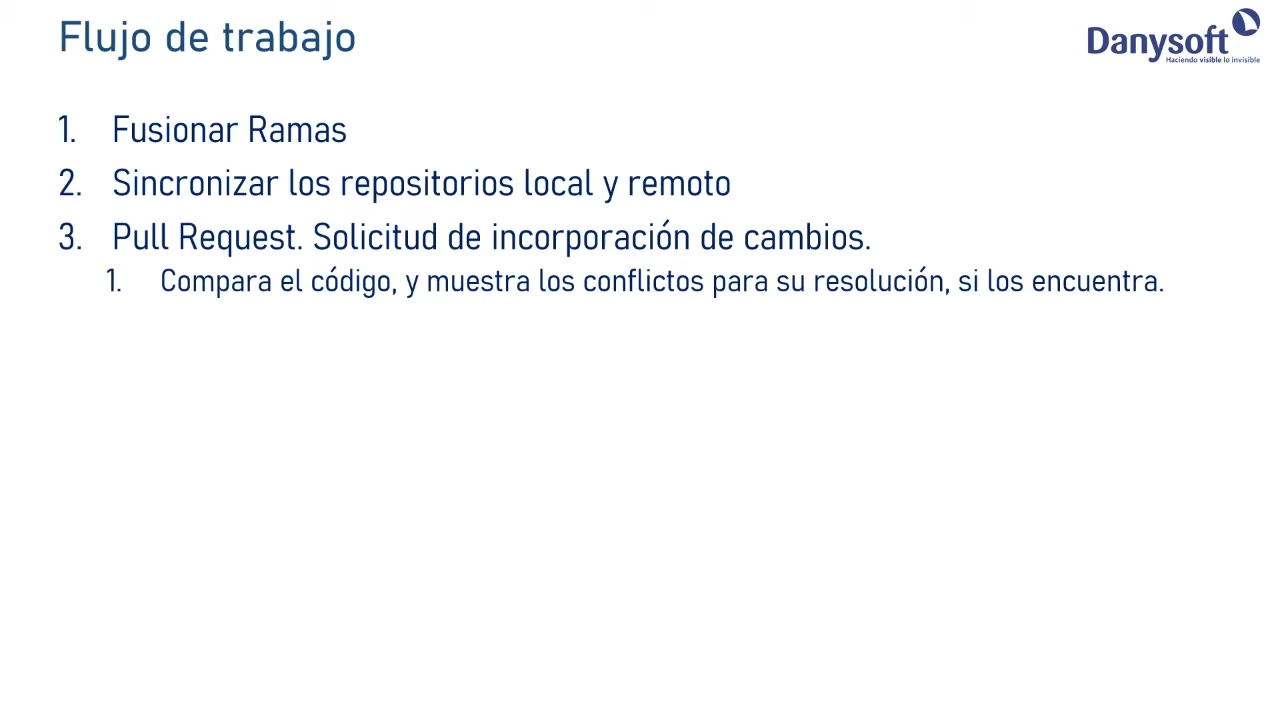 Flujo de trabajo
Danysoft
Haciendo visible lo invisible
1. Fusionar Ramas
2. Sincronizar los repositorios local y remoto
3. Pull Request. Solicitud de incorporación de cambios.
1. Compara el código, y muestra los conflictos para su resolución, si los encuentra.